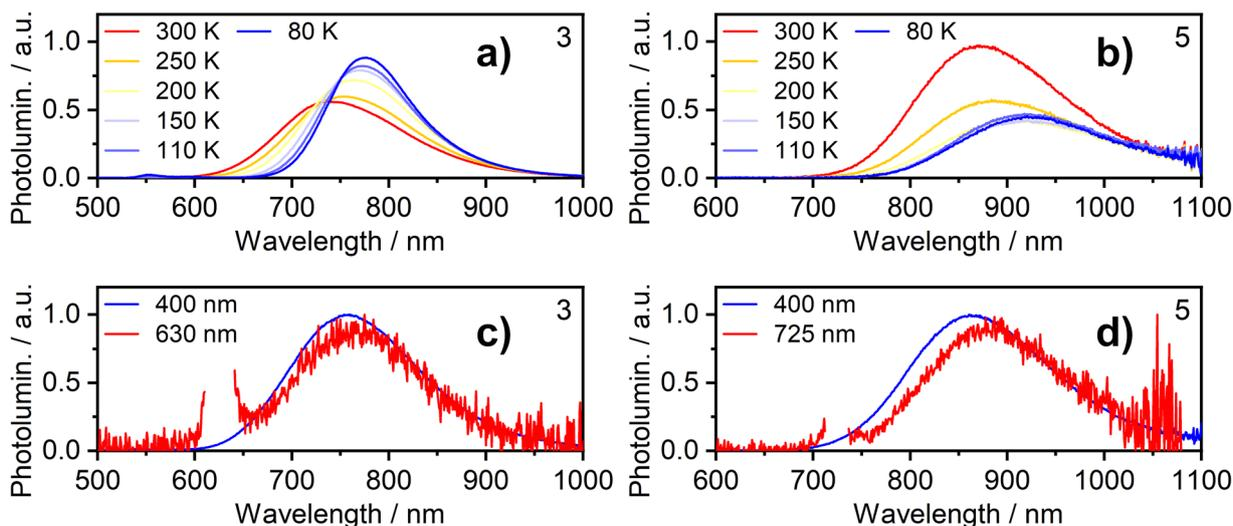 Photolumin. / a.u.
1.0
0.5
0.0
300 K
80 K
250 K
200 K
150 K
110 K
a)
3
500
600
700
800
900
1000
Wavelength / nm
Photolumin. / a.u.
1.0
0.5
0.0
300 K
80 K
250 K
200 K
150 K
110 K
b)
5
600
700
800
900
1000
1100
Wavelength / nm
Photolumin. / a.u.
1.0
0.5
0.0
400 nm
630 nm
c)
3
500
600
700
800
900
1000
Wavelength / nm
Photolumin. / a.u.
1.0
0.5
0.0
400 nm
725 nm
d)
5
600
700
800
900
1000
1100
Wavelength / nm